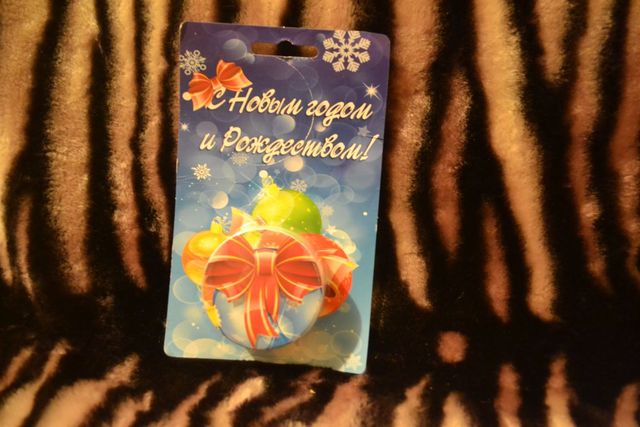 С Новым годом
и Рождеством!